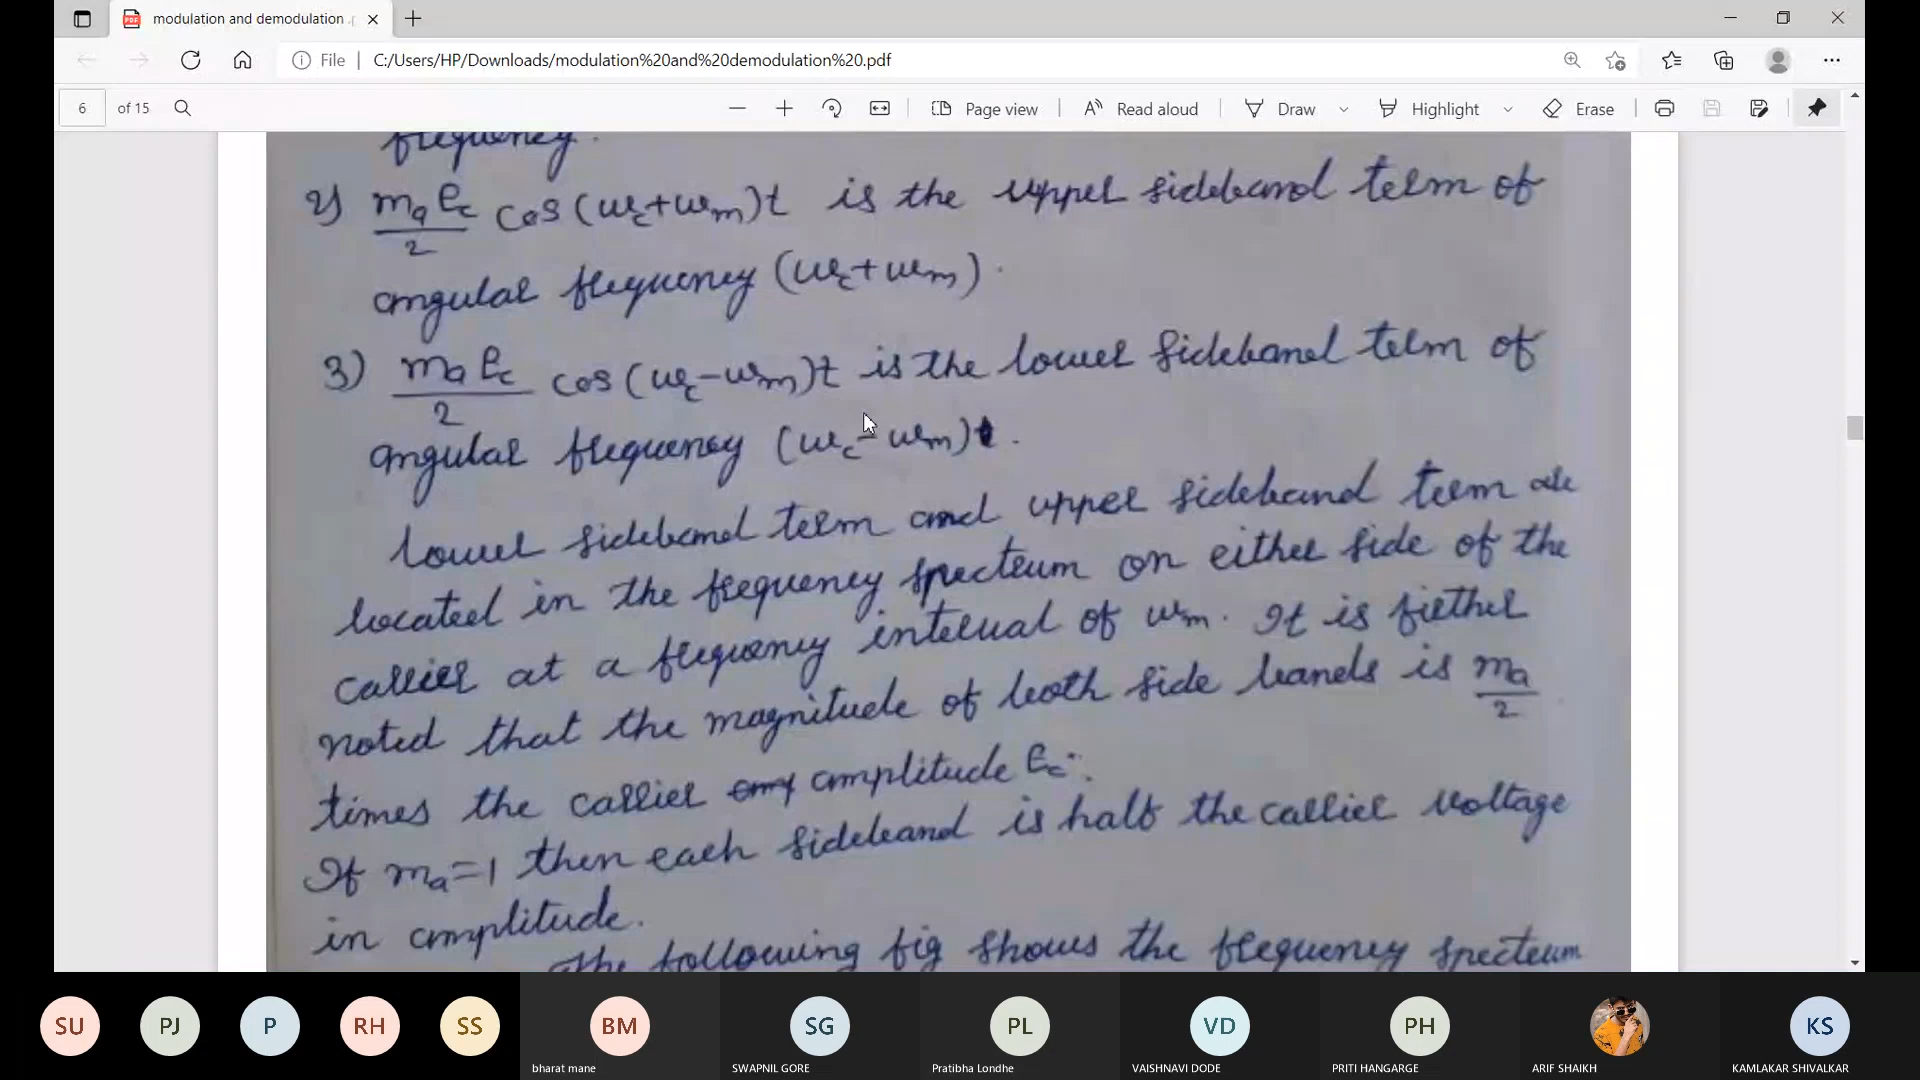 modulation and demodulation .p
File C:/Users/HP/Downloads/modulation%20and%20demodulation%20.pdf
6 of 15 Page view Read aloud Draw Highlight Erase
frequency.
2) maEc/2 cos(ωc+ωm)t is the upper sideband term of
angular frequency (ωc+ωm).
3) maEc/2 cos(ωc-ωm)t is the lower sideband term of
angular frequency (ωc-ωm)t.
lower sideband term and upper sideband term are
located in the frequency spectrum on either side of the
carrier at a frequency interval of ωm. It is further
noted that the magnitude of both side bands is ma/2
times the carrier amplitude Ec.
If ma=1 then each sideband is half the carrier voltage
in amplitude.
The following fig shows the frequency spectrum
SU PJ P RH SS BM SG PL VD PH KS
bharat mane SWAPNIL GORE Pratibha Londhe VAISHNAVI DODE PRITI HANGARGE ARIF SHAIKH KAMLAKAR SHIVALKAR